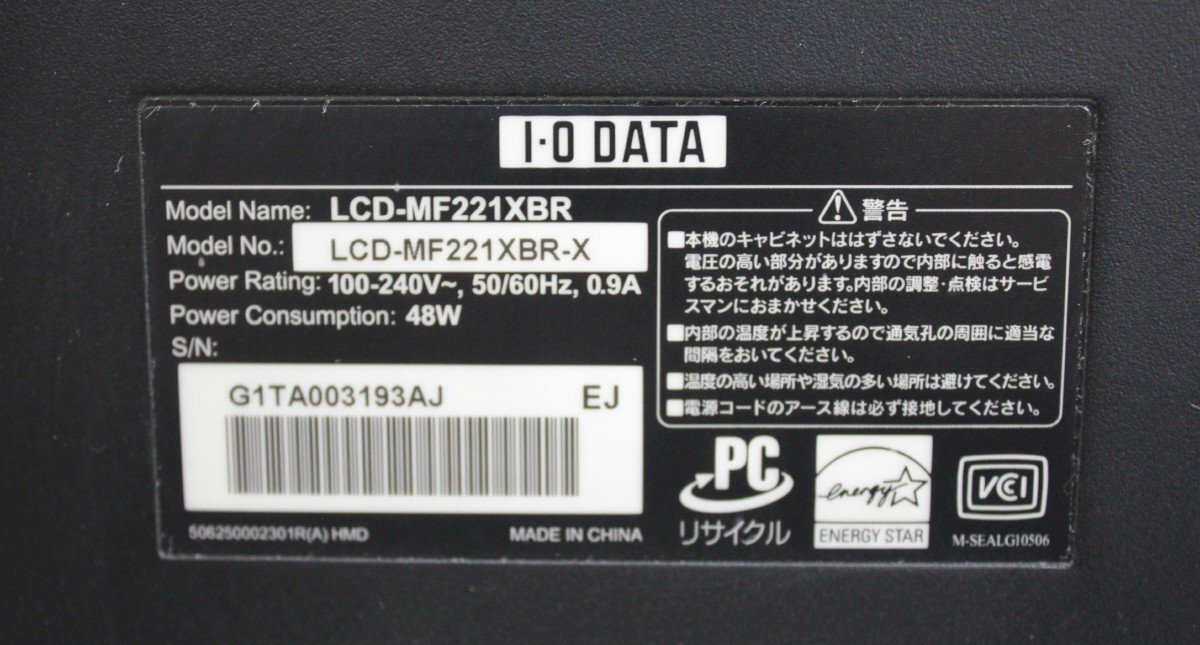 I·O DATA
Model Name: LCD-MF221XBR
Model No.: LCD-MF221XBR-X
Power Rating: 100-240V~, 50/60Hz, 0.9A
Power Consumption: 48W
S/N:
G1TA003193AJ EJ
506250002301R(A) HMD MADE IN CHINA
警告
■本機のキャビネットははずさないでください。
電圧の高い部分がありますので内部に触ると感電
するおそれがあります。内部の調整·点検はサービ
スマンにおまかせください。
■内部の温度が上昇するので通気孔の周囲に適当な
間隔をおいてください。
■温度の高い場所や湿気の多い場所は避けてください。
■電源コードのアース線は必ず接地してください。
PC
リサイクル
energy
ENERGY STAR
VCCI
M-SEALGI0506